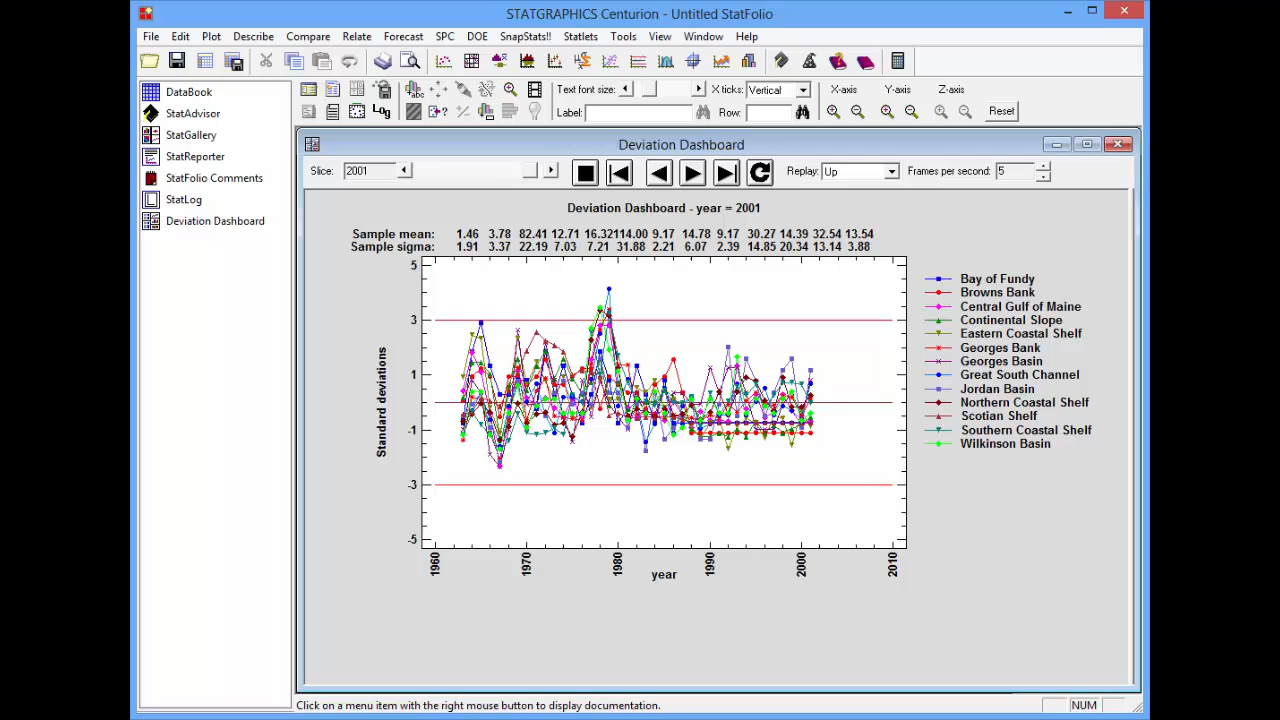 STATGRAPHICS Centurion - Untitled StatFolio
File Edit Plot Describe Compare Relate Forecast SPC DOE SnapStats!! Statlets Tools View Window Help
Text font size: X ticks: Vertical X-axis Y-axis Z-axis
Log Label: Row: Reset
DataBook
StatAdvisor
StatGallery
StatReporter
StatFolio Comments
StatLog
Deviation Dashboard
Deviation Dashboard
Slice: 2001 Replay: Up Frames per second: 5
Deviation Dashboard - year = 2001
Sample mean: 1.46 3.78 82.41 12.71 16.32114.00 9.17 14.78 9.17 30.27 14.39 32.54 13.54
Sample sigma: 1.91 3.37 22.19 7.03 7.21 31.88 2.21 6.07 2.39 14.85 20.34 13.14 3.88
Standard deviations
5
3
1
-1
-3
-5
1960 1970 1980 1990 2000 2010
year
Bay of Fundy
Browns Bank
Central Gulf of Maine
Continental Slope
Eastern Coastal Shelf
Georges Bank
Georges Basin
Great South Channel
Jordan Basin
Northern Coastal Shelf
Scotian Shelf
Southern Coastal Shelf
Wilkinson Basin
Click on a menu item with the right mouse button to display documentation. NUM